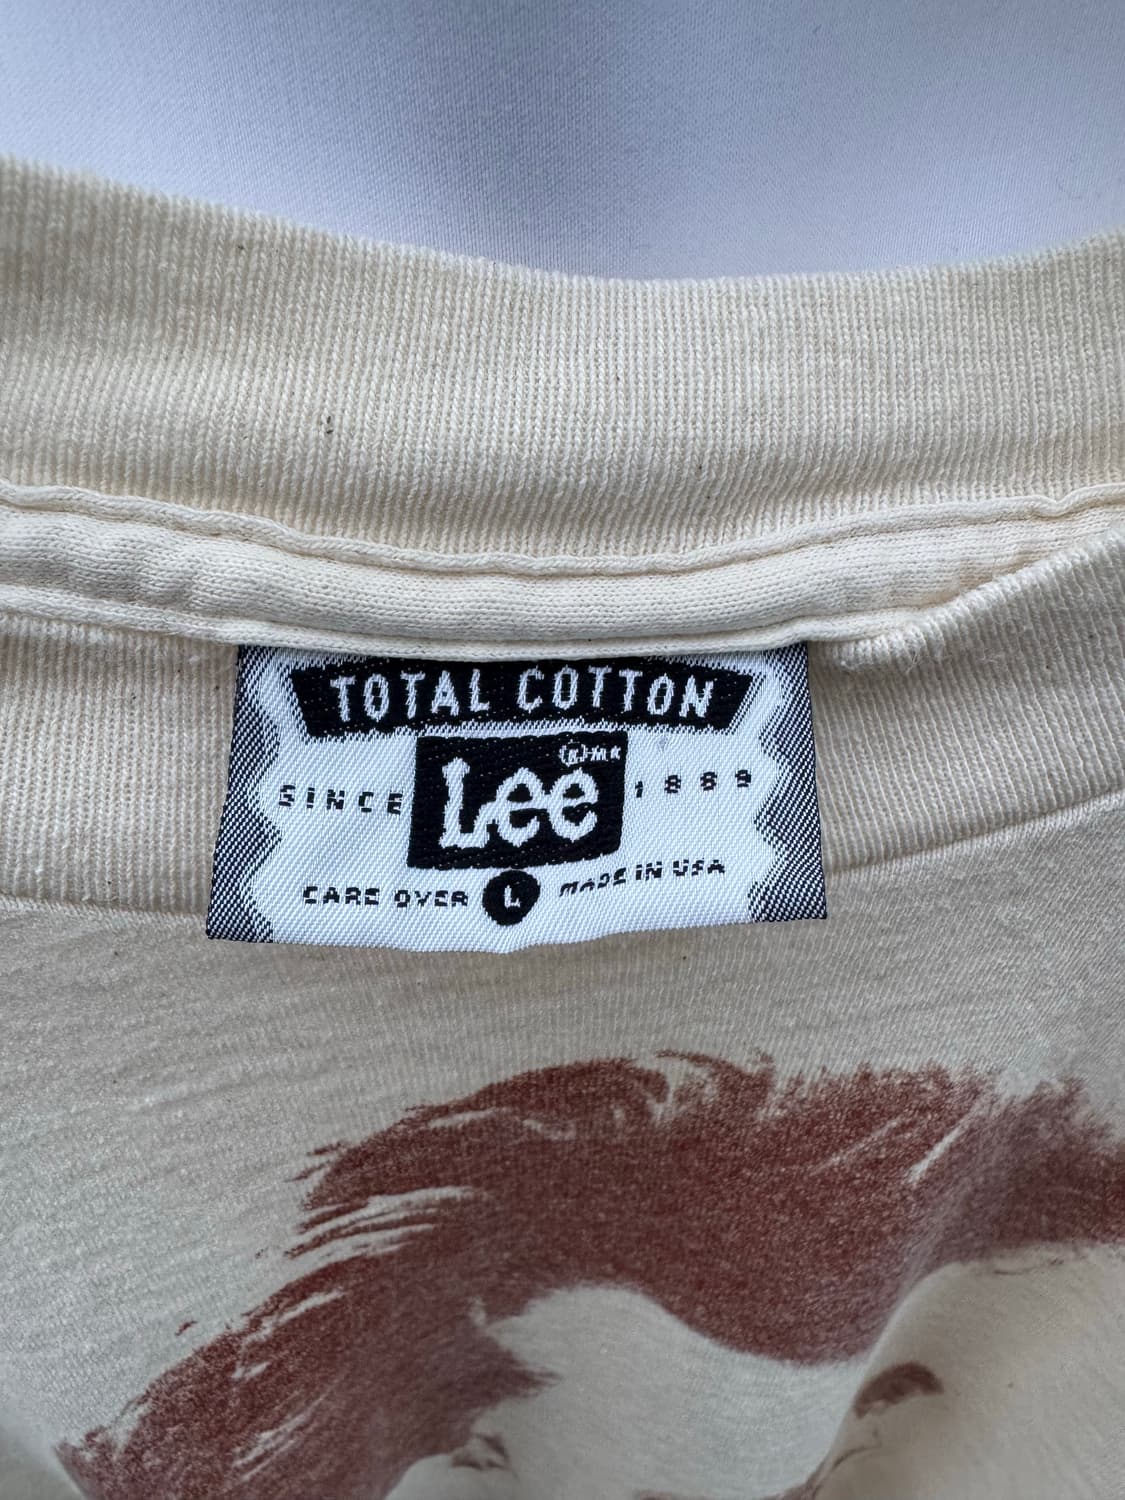 TOTAL COTTON
Lee (R) M*
SINCE 1889
CARE OVER L MADE IN USA